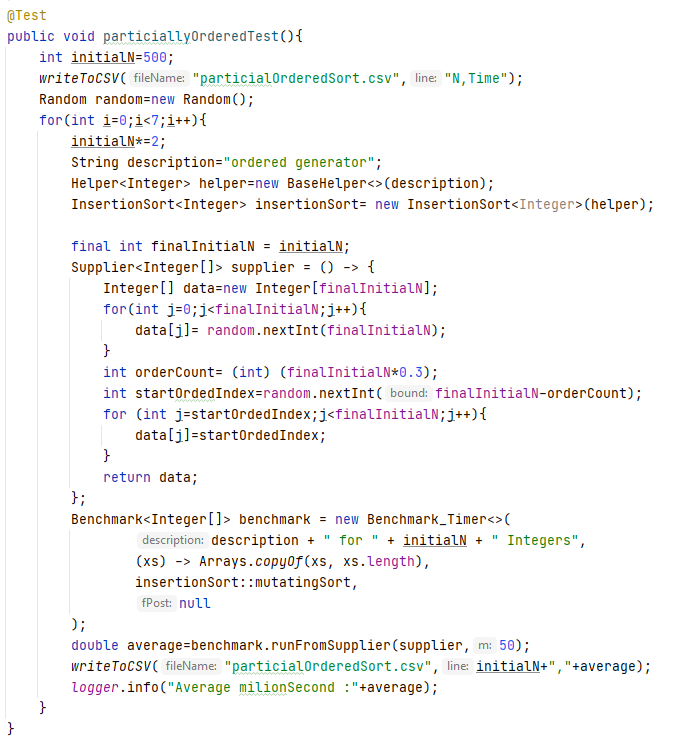 @Test
public void particiallyOrderedTest(){
int initialN=500;
writeToCSV( fileName: "particialOrderedSort.csv", line: "N,Time");
Random random=new Random();
for(int i=0;i<7;i++){
initialN*=2;
String description="ordered generator";
Helper<Integer> helper=new BaseHelper<>(description);
InsertionSort<Integer> insertionSort= new InsertionSort<Integer>(helper);
final int finalInitialN = initialN;
Supplier<Integer[]> supplier = () -> {
Integer[] data=new Integer[finalInitialN];
for(int j=0;j<finalInitialN;j++){
data[j]= random.nextInt(finalInitialN);
}
int orderCount= (int) (finalInitialN*0.3);
int startOrdedIndex=random.nextInt( bound: finalInitialN-orderCount);
for (int j=startOrdedIndex;j<finalInitialN;j++){
data[j]=startOrdedIndex;
}
return data;
};
Benchmark<Integer[]> benchmark = new Benchmark_Timer<>(
description: description + " for " + initialN + " Integers",
(xs) -> Arrays.copyOf(xs, xs.length),
insertionSort::mutatingSort,
fPost: null
);
double average=benchmark.runFromSupplier(supplier, m: 50);
writeToCSV( fileName: "particialOrderedSort.csv", line: initialN+","+average);
logger.info("Average milionSecond :"+average);
}
}